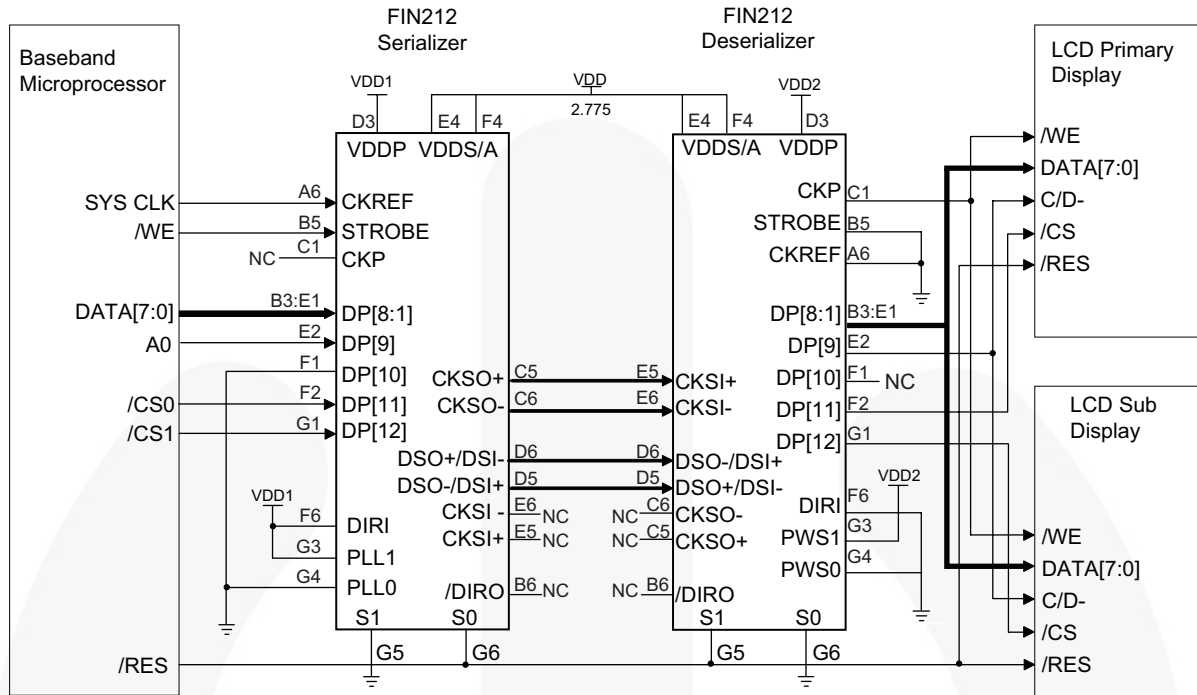 FIN212
Serializer
FIN212
Deserializer
Baseband
Microprocessor
LCD Primary
Display
VDD1
VDD
2.775
VDD2
D3
E4
F4
E4
F4
D3
VDDP
VDDS/A
VDDS/A
VDDP
/WE
DATA[7:0]
C/D-
/CS
/RES
SYS CLK
A6
CKREF
/WE
B5
STROBE
NC
C1
CKP
DATA[7:0]
B3:E1
DP[8:1]
A0
E2
DP[9]
F1
DP[10]
/CS0
F2
DP[11]
/CS1
G1
DP[12]
VDD1
F6
DIRI
G3
PLL1
G4
PLL0
CKSO+
C5
E5
CKSI+
CKSO-
C6
E6
CKSI-
DSO+/DSI-
D6
D6
DSO-/DSI+
DSO-/DSI+
D5
D5
DSO+/DSI-
CKSI -
E6
NC
NC
C6
CKSO-
CKSI+
E5
NC
NC
C5
CKSO+
/DIRO
B6
NC
NC
B6
/DIRO
CKP
C1
STROBE
B5
CKREF
A6
DP[8:1]
B3:E1
DP[9]
E2
DP[10]
F1
NC
DP[11]
F2
DP[12]
G1
VDD2
DIRI
F6
PWS1
G3
PWS0
G4
LCD Sub
Display
/WE
DATA[7:0]
C/D-
/CS
/RES
S1
S0
S1
S0
/RES
G5
G6
G5
G6